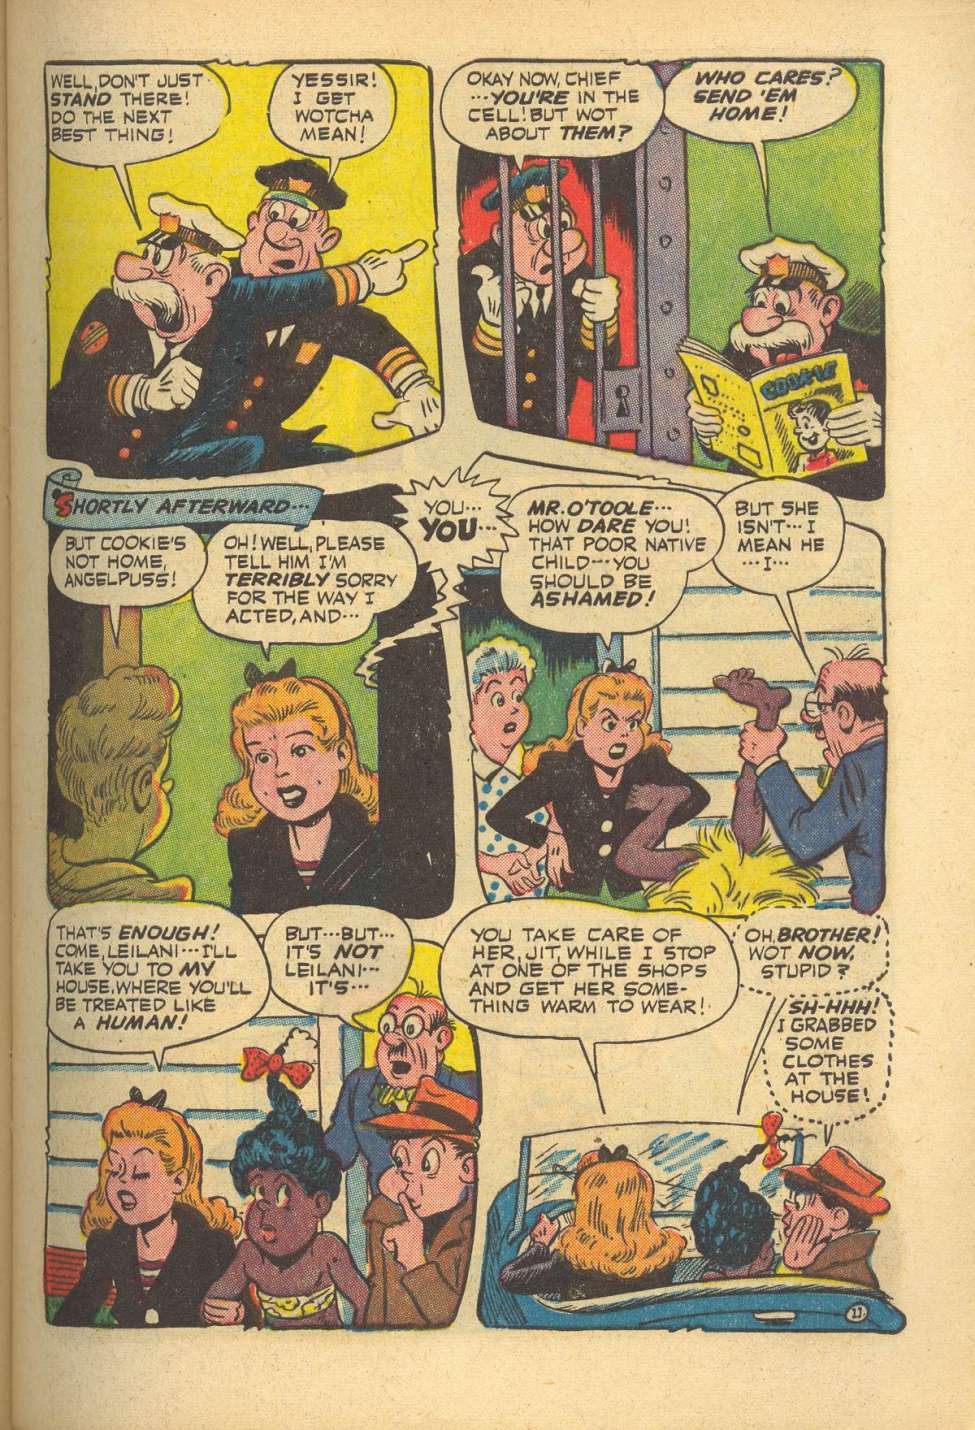 WELL, DON'T JUST
STAND THERE!
DO THE NEXT
BEST THING!
YESSIR!
I GET
WOTCHA
MEAN!
OKAY NOW, CHIEF
---YOU'RE IN THE
CELL! BUT WOT
ABOUT THEM?
WHO CARES?
SEND 'EM
HOME!
COOKIE
SHORTLY AFTERWARD---
BUT COOKIE'S
NOT HOME,
ANGELPUSS!
OH! WELL, PLEASE
TELL HIM I'M
TERRIBLY SORRY
FOR THE WAY I
ACTED, AND---
YOU---
YOU---
MR. O'TOOLE---
HOW DARE YOU!
THAT POOR NATIVE
CHILD---YOU
SHOULD BE
ASHAMED!
BUT SHE
ISN'T---I
MEAN HE
---I---
THAT'S ENOUGH!
COME, LEILANI---I'LL
TAKE YOU TO MY
HOUSE, WHERE YOU'LL
BE TREATED LIKE
A HUMAN!
BUT---BUT---
IT'S NOT
LEILANI---
IT'S---
YOU TAKE CARE OF
HER, JIT, WHILE I STOP
AT ONE OF THE SHOPS
AND GET HER SOME-
THING WARM TO WEAR!
OH, BROTHER!
WOT NOW,
STUPID?
SH-HHH!
I GRABBED
SOME
CLOTHES
AT THE
HOUSE!
11